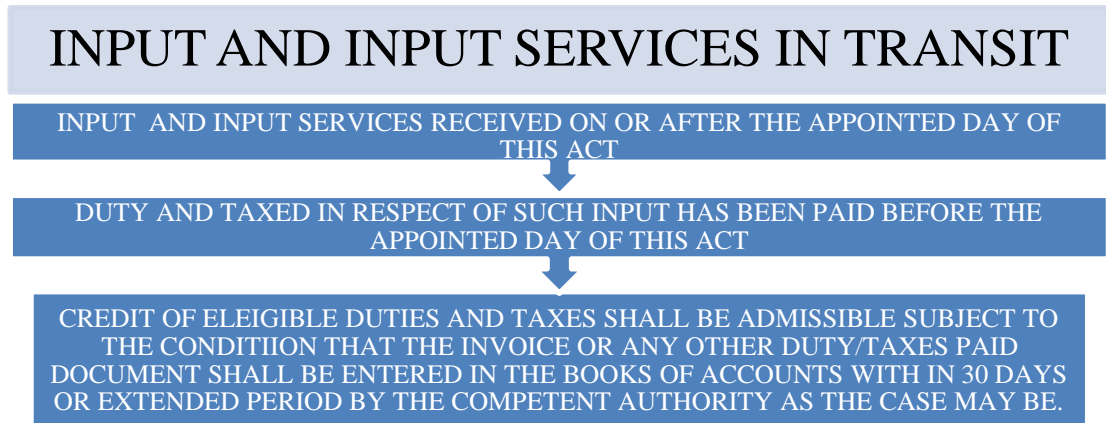 INPUT AND INPUT SERVICES IN TRANSIT
INPUT AND INPUT SERVICES RECEIVED ON OR AFTER THE APPOINTED DAY OF
THIS ACT
DUTY AND TAXED IN RESPECT OF SUCH INPUT HAS BEEN PAID BEFORE THE
APPOINTED DAY OF THIS ACT
CREDIT OF ELEIGIBLE DUTIES AND TAXES SHALL BE ADMISSIBLE SUBJECT TO
THE CONDITIION THAT THE INVOICE OR ANY OTHER DUTY/TAXES PAID
DOCUMENT SHALL BE ENTERED IN THE BOOKS OF ACCOUNTS WITH IN 30 DAYS
OR EXTENDED PERIOD BY THE COMPETENT AUTHORITY AS THE CASE MAY BE.